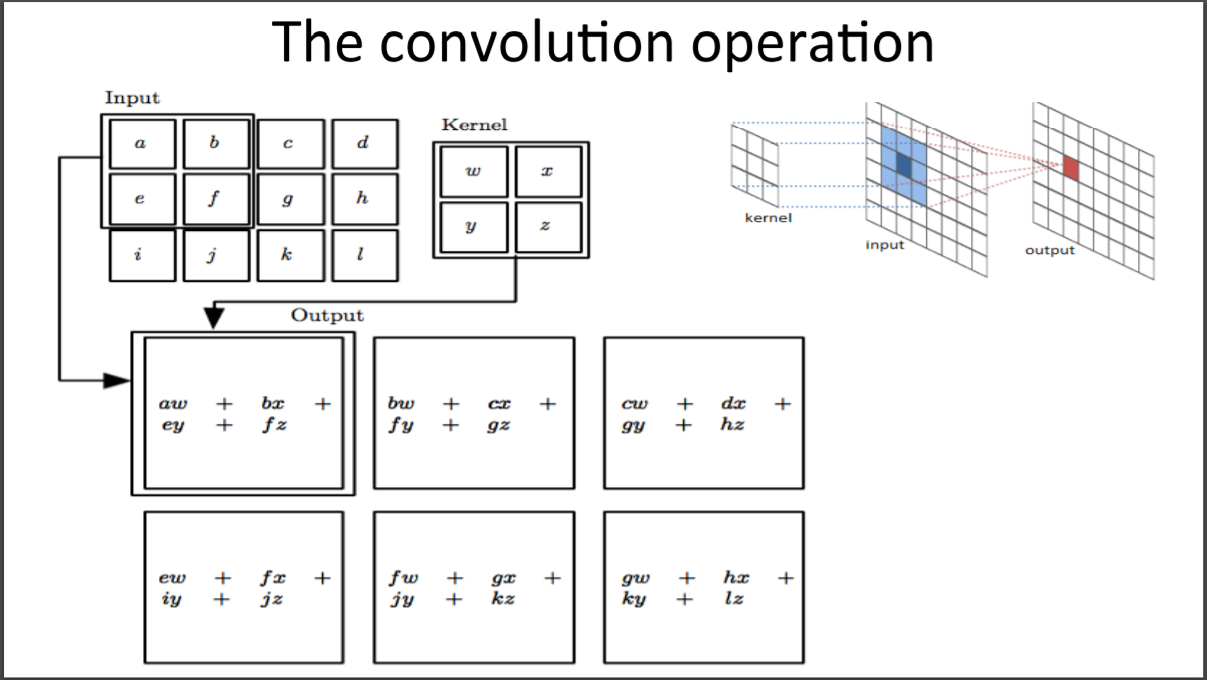 The convolution operation
Input
a b c d
e f g h
i j k l
Kernel
w x
y z
kernel
input
output
Output
aw + bx +
ey + fz
bw + cx +
fy + gz
cw + dx +
gy + hz
ew + fx +
iy + jz
fw + gx +
jy + kz
gw + hx +
ky + lz